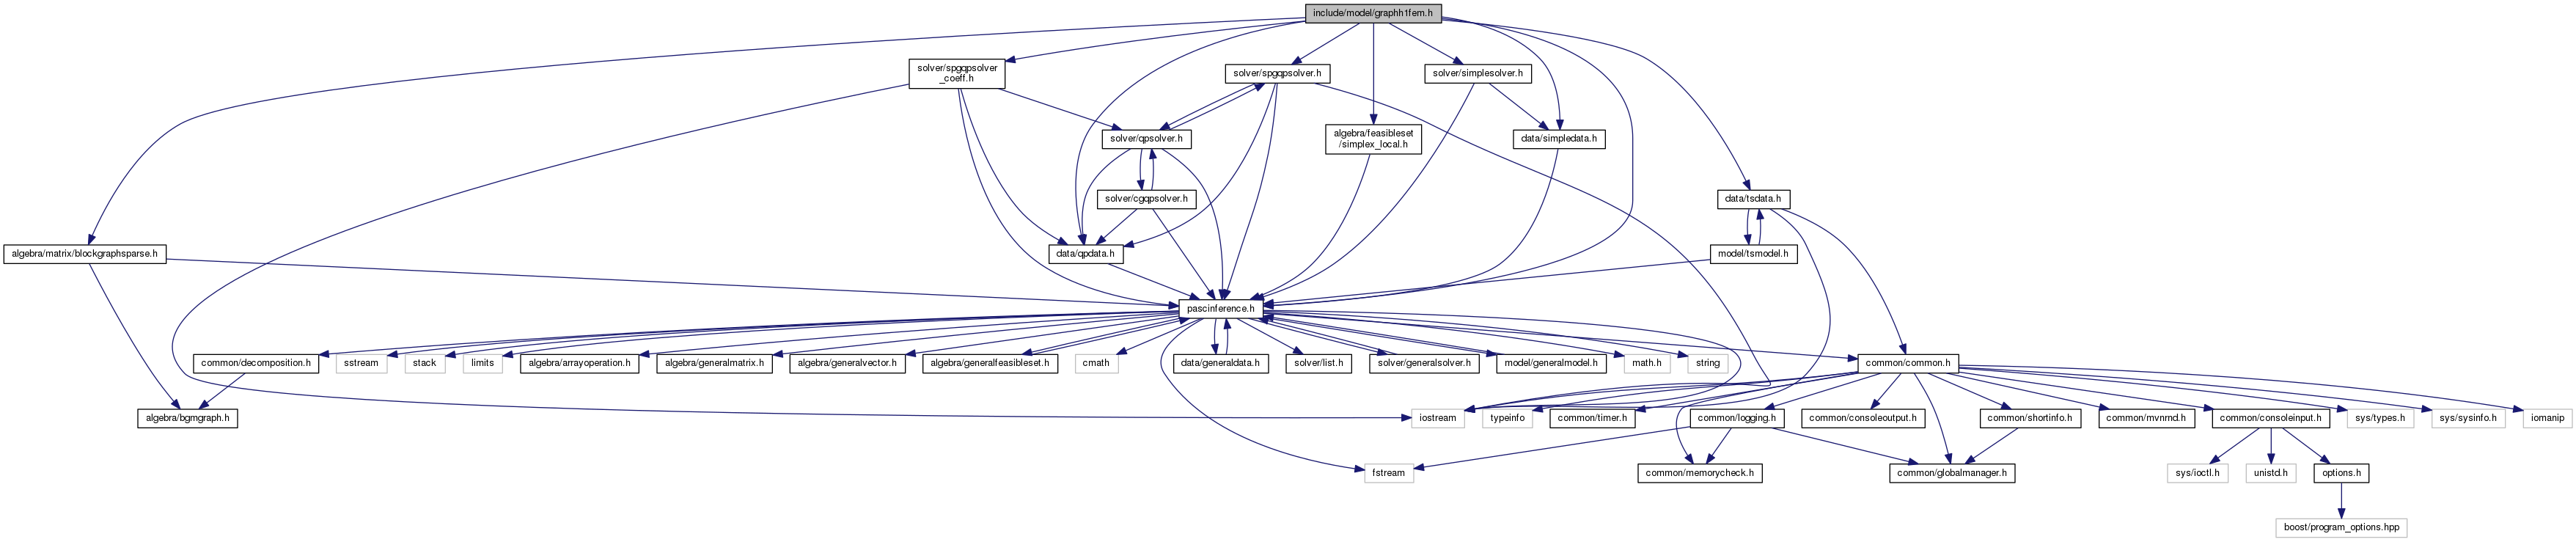 include/model/graphh1fem.h
solver/spgqpsolver
_coeff.h
solver/spgqpsolver.h
solver/simplesolver.h
solver/qpsolver.h
algebra/feasibleset
/simplex_local.h
data/simpledata.h
solver/cgqpsolver.h
data/tsdata.h
algebra/matrix/blockgraphsparse.h
data/qpdata.h
model/tsmodel.h
pascinference.h
common/decomposition.h
sstream
stack
limits
algebra/arrayoperation.h
algebra/generalmatrix.h
algebra/generalvector.h
algebra/generalfeasibleset.h
cmath
data/generaldata.h
solver/list.h
solver/generalsolver.h
model/generalmodel.h
math.h
string
common/common.h
algebra/bgmgraph.h
iostream
typeinfo
common/timer.h
common/logging.h
common/consoleoutput.h
common/shortinfo.h
common/mvnrnd.h
common/consoleinput.h
sys/types.h
sys/sysinfo.h
iomanip
fstream
common/memorycheck.h
common/globalmanager.h
sys/ioctl.h
unistd.h
options.h
boost/program_options.hpp